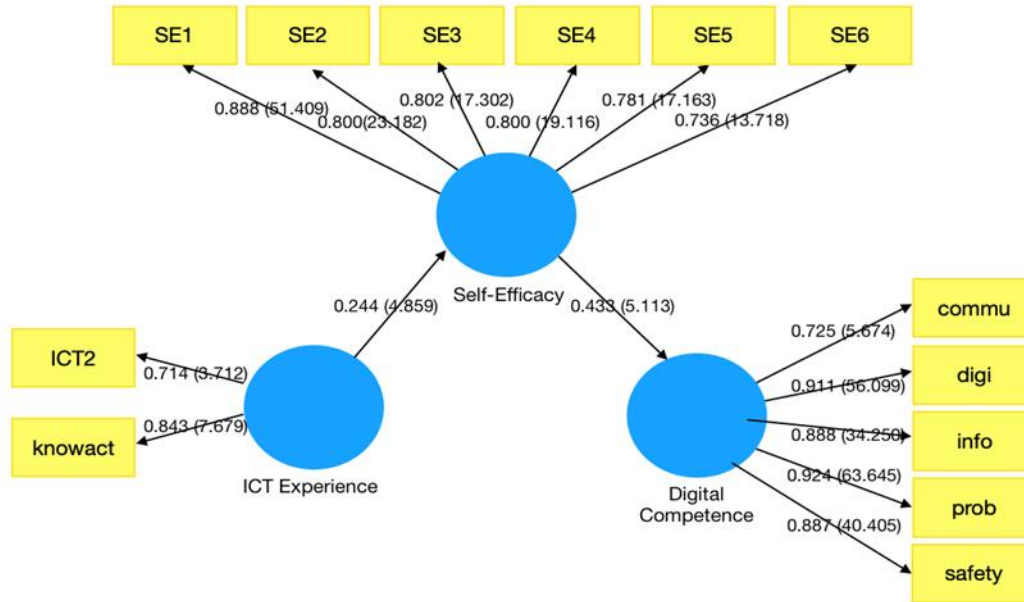 SE1
SE2
SE3
SE4
SE5
SE6
0.888 (51.409)
0.800(23.182)
0.802 (17.302)
0.800 (19.116)
0.781 (17.163)
0.736 (13.718)
Self-Efficacy
0.244 (4.859)
0.433 (5.113)
ICT2
0.714 (3.712)
knowact
0.843 (7.679)
ICT Experience
Digital
Competence
commu
0.725 (5.674)
digi
0.911 (56.099)
info
0.888 (34.250)
prob
0.924 (63.645)
safety
0.887 (40.405)